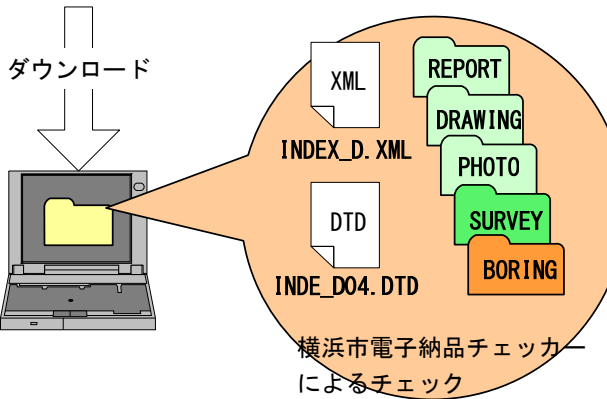 ダウンロード
XML
INDEX_D.XML
DTD
INDE_D04.DTD
REPORT
DRAWING
PHOTO
SURVEY
BORING
横浜市電子納品チェッカー
によるチェック